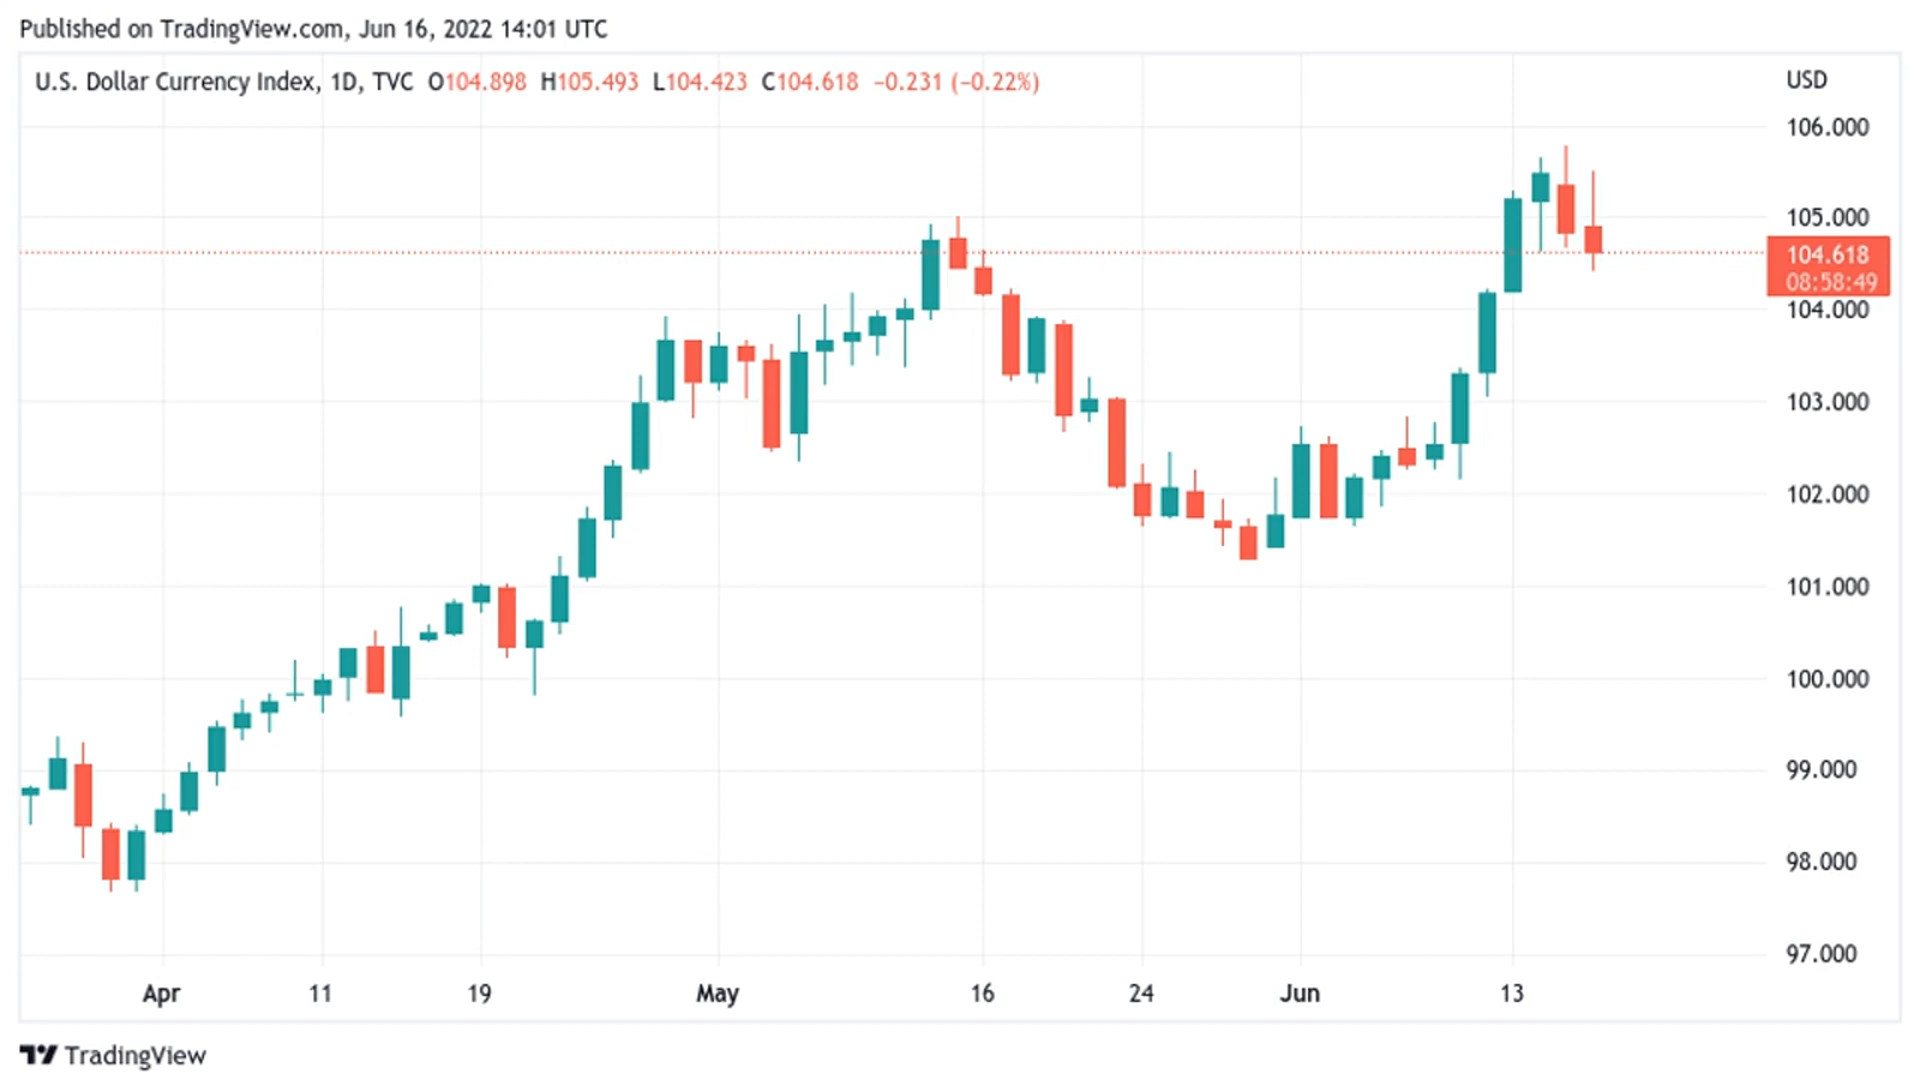 Published on TradingView.com, Jun 16, 2022 14:01 UTC
U.S. Dollar Currency Index, 1D, TVC O104.898 H105.493 L104.423 C104.618 −0.231 (−0.22%)
USD
106.000
105.000
104.618
08:58:49
104.000
103.000
102.000
101.000
100.000
99.000
98.000
97.000
Apr 11 19 May 16 24 Jun 13
TradingView